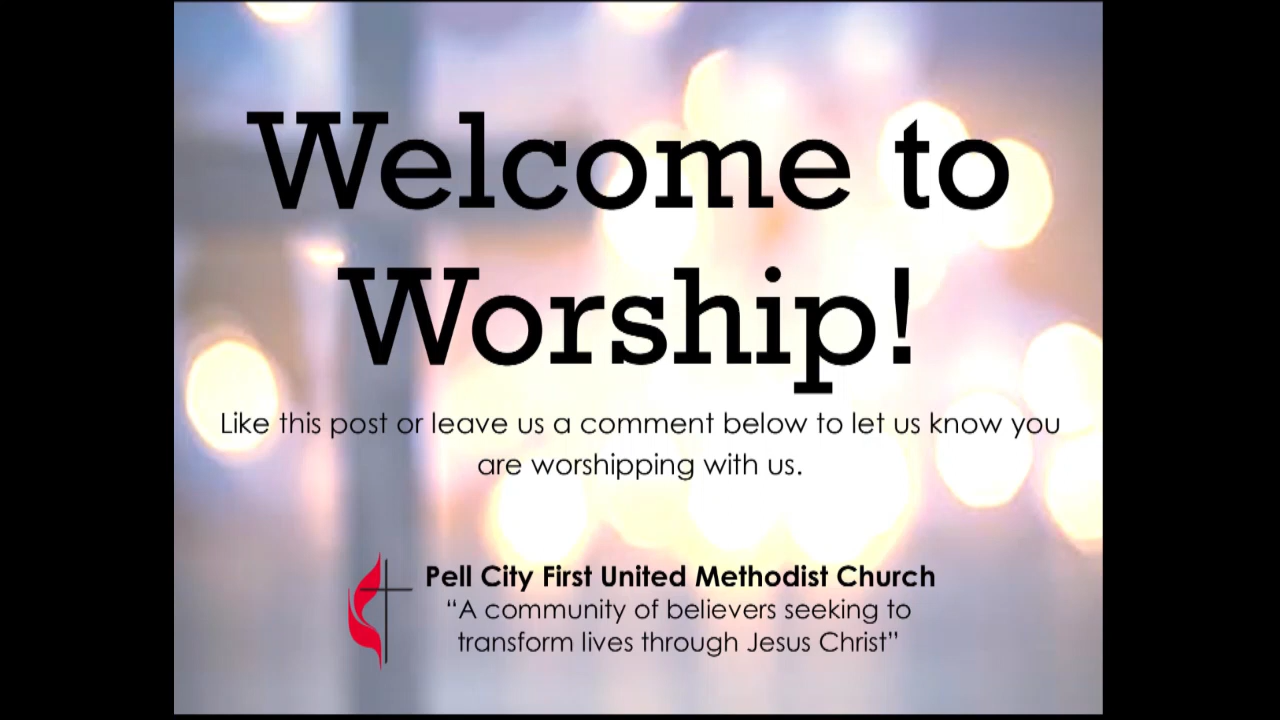 Welcome to
Worship!
Like this post or leave us a comment below to let us know you
are worshipping with us.
Pell City First United Methodist Church
“A community of believers seeking to
transform lives through Jesus Christ”